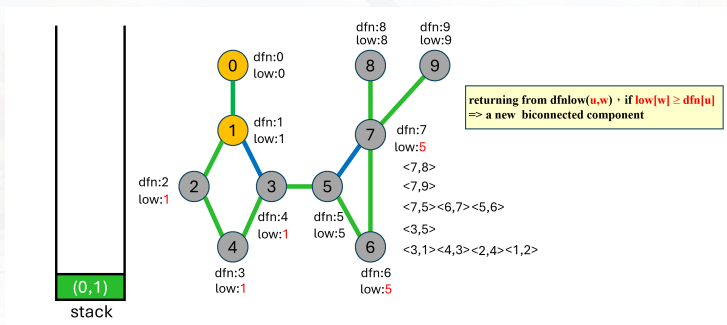 dfn:0
low:0
0
dfn:1
low:1
1
dfn:2
low:1
2
3
dfn:4
low:1
4
dfn:3
low:1
5
dfn:5
low:5
6
dfn:6
low:5
dfn:8
low:8
8
dfn:9
low:9
9
7
dfn:7
low:5
<7,8>
<7,9>
<7,5><6,7><5,6>
<3,5>
<3,1><4,3><2,4><1,2>
returning from dfnlow(u,w),if low[w] ≥ dfn[u]
=> a new biconnected component
(0,1)
stack